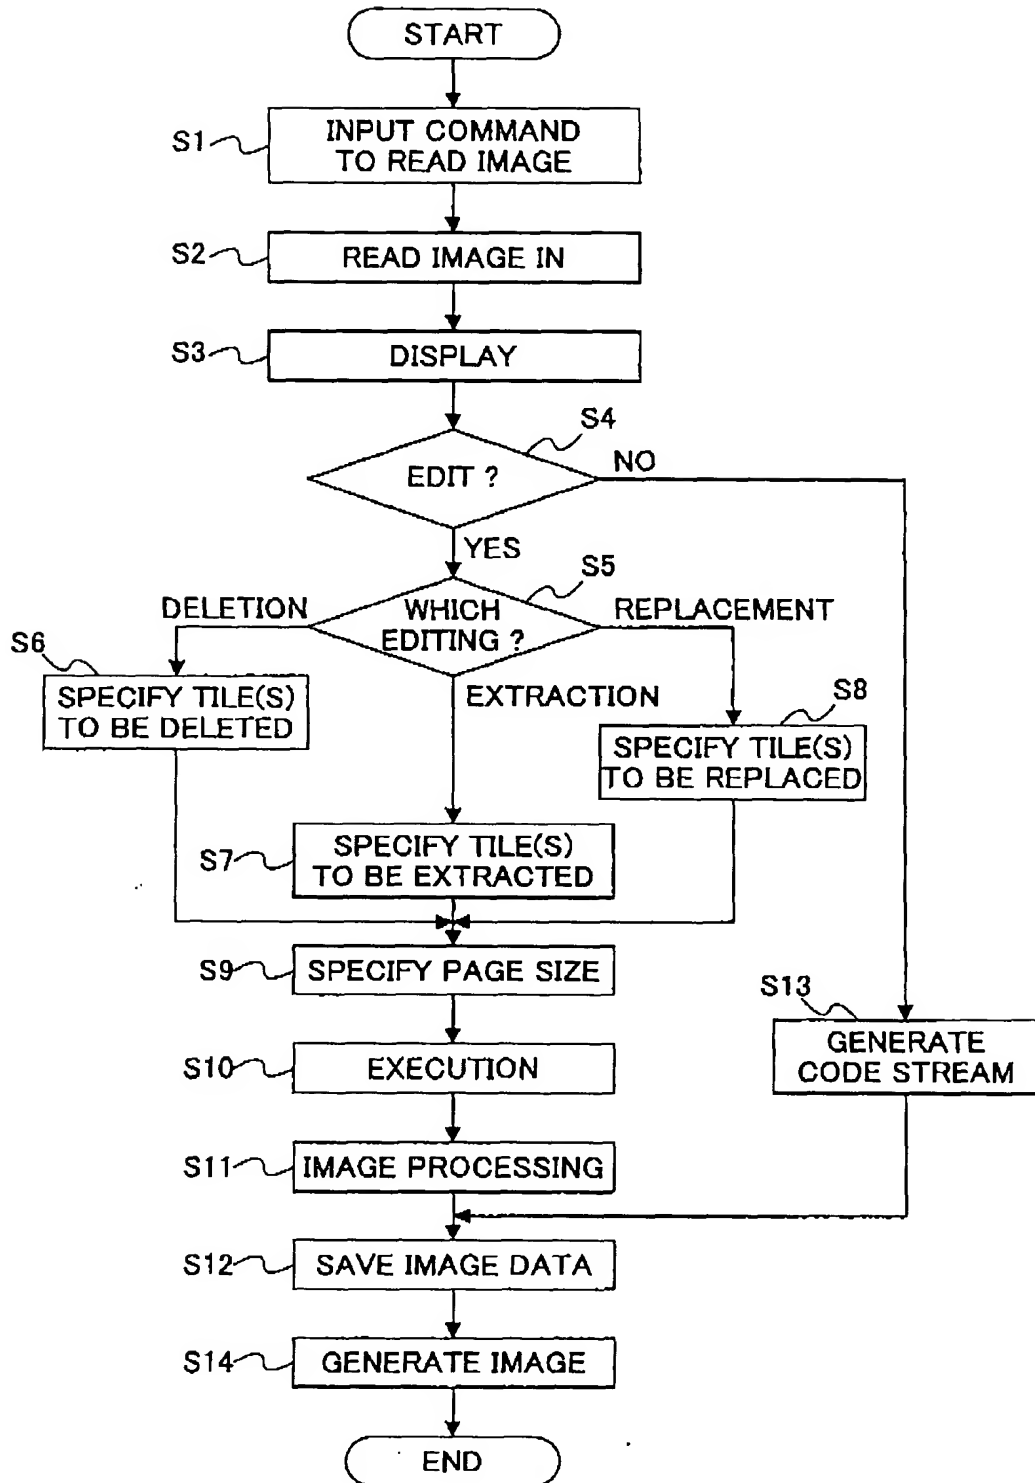 START
S1
INPUT COMMAND
TO READ IMAGE
S2
READ IMAGE IN
S3
DISPLAY
S4
EDIT ?
NO
YES
S5
DELETION
WHICH
EDITING ?
REPLACEMENT
S6
SPECIFY TILE(S)
TO BE DELETED
EXTRACTION
S8
SPECIFY TILE(S)
TO BE REPLACED
S7
SPECIFY TILE(S)
TO BE EXTRACTED
S9
SPECIFY PAGE SIZE
S13
GENERATE
CODE STREAM
S10
EXECUTION
S11
IMAGE PROCESSING
S12
SAVE IMAGE DATA
S14
GENERATE IMAGE
END